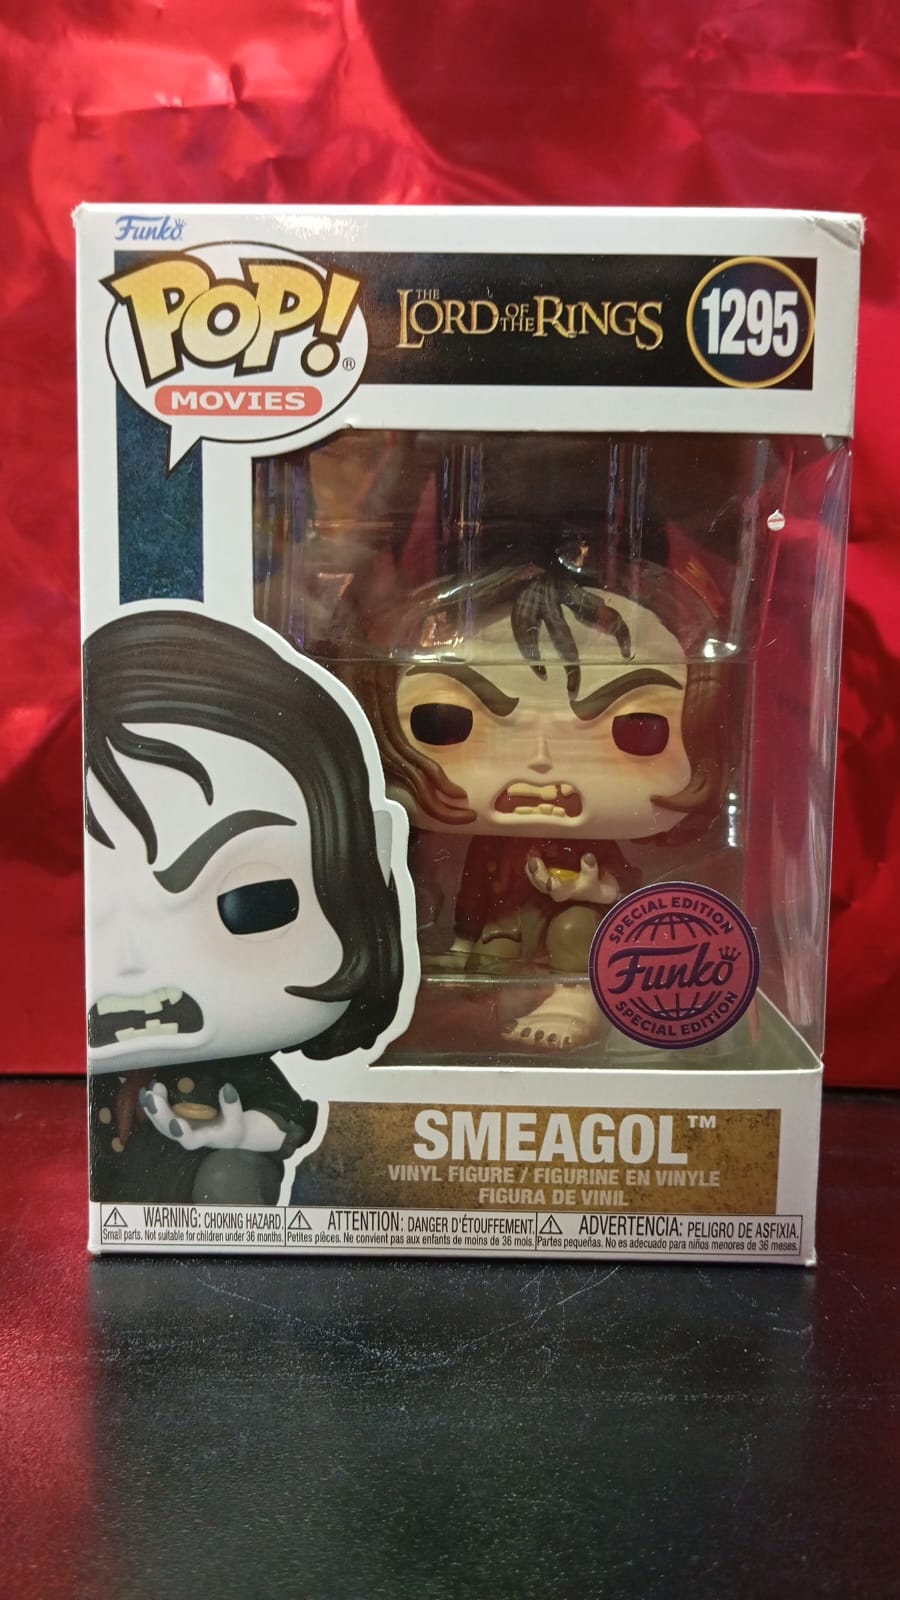 Funko
POP!®
MOVIES
THE LORD OF THE RINGS
1295
SPECIAL EDITION
Funko
SPECIAL EDITION
SMEAGOL™
VINYL FIGURE / FIGURINE EN VINYLE
FIGURA DE VINIL
⚠ WARNING: CHOKING HAZARD.
Small parts. Not suitable for children under 36 months.
⚠ ATTENTION: DANGER D'ÉTOUFFEMENT.
Petites pièces. Ne convient pas aux enfants de moins de 36 mois.
⚠ ADVERTENCIA: PELIGRO DE ASFIXIA.
Partes pequeñas. No es adecuado para niños menores de 36 meses.